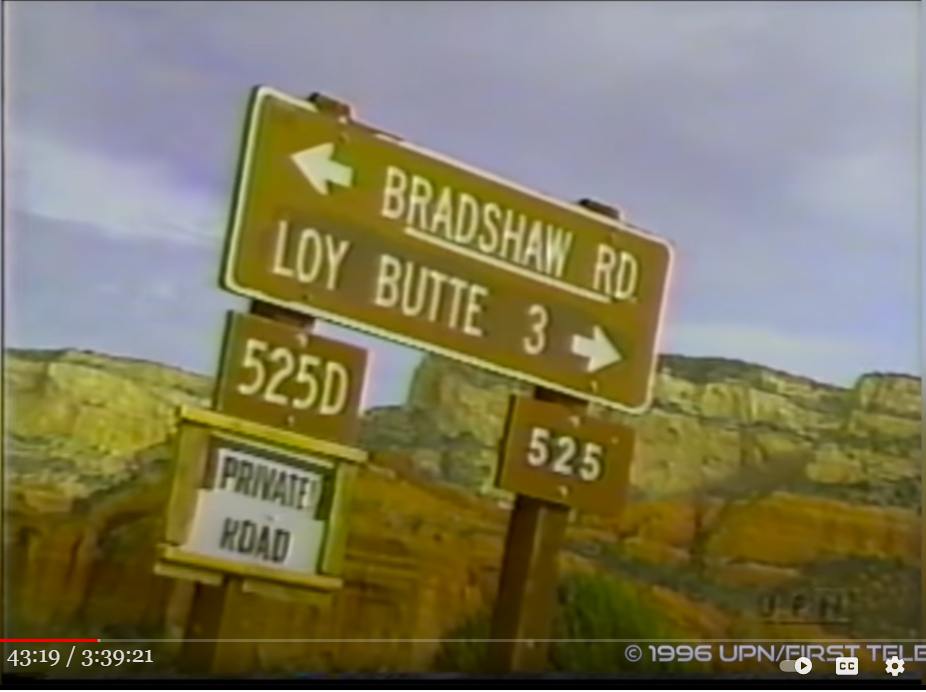 BRADSHAW RD.
LOY BUTTE 3
525D
525
PRIVATE
ROAD
UPN
43:19 / 3:39:21
© 1996 UPN/FIRST TELE
CC